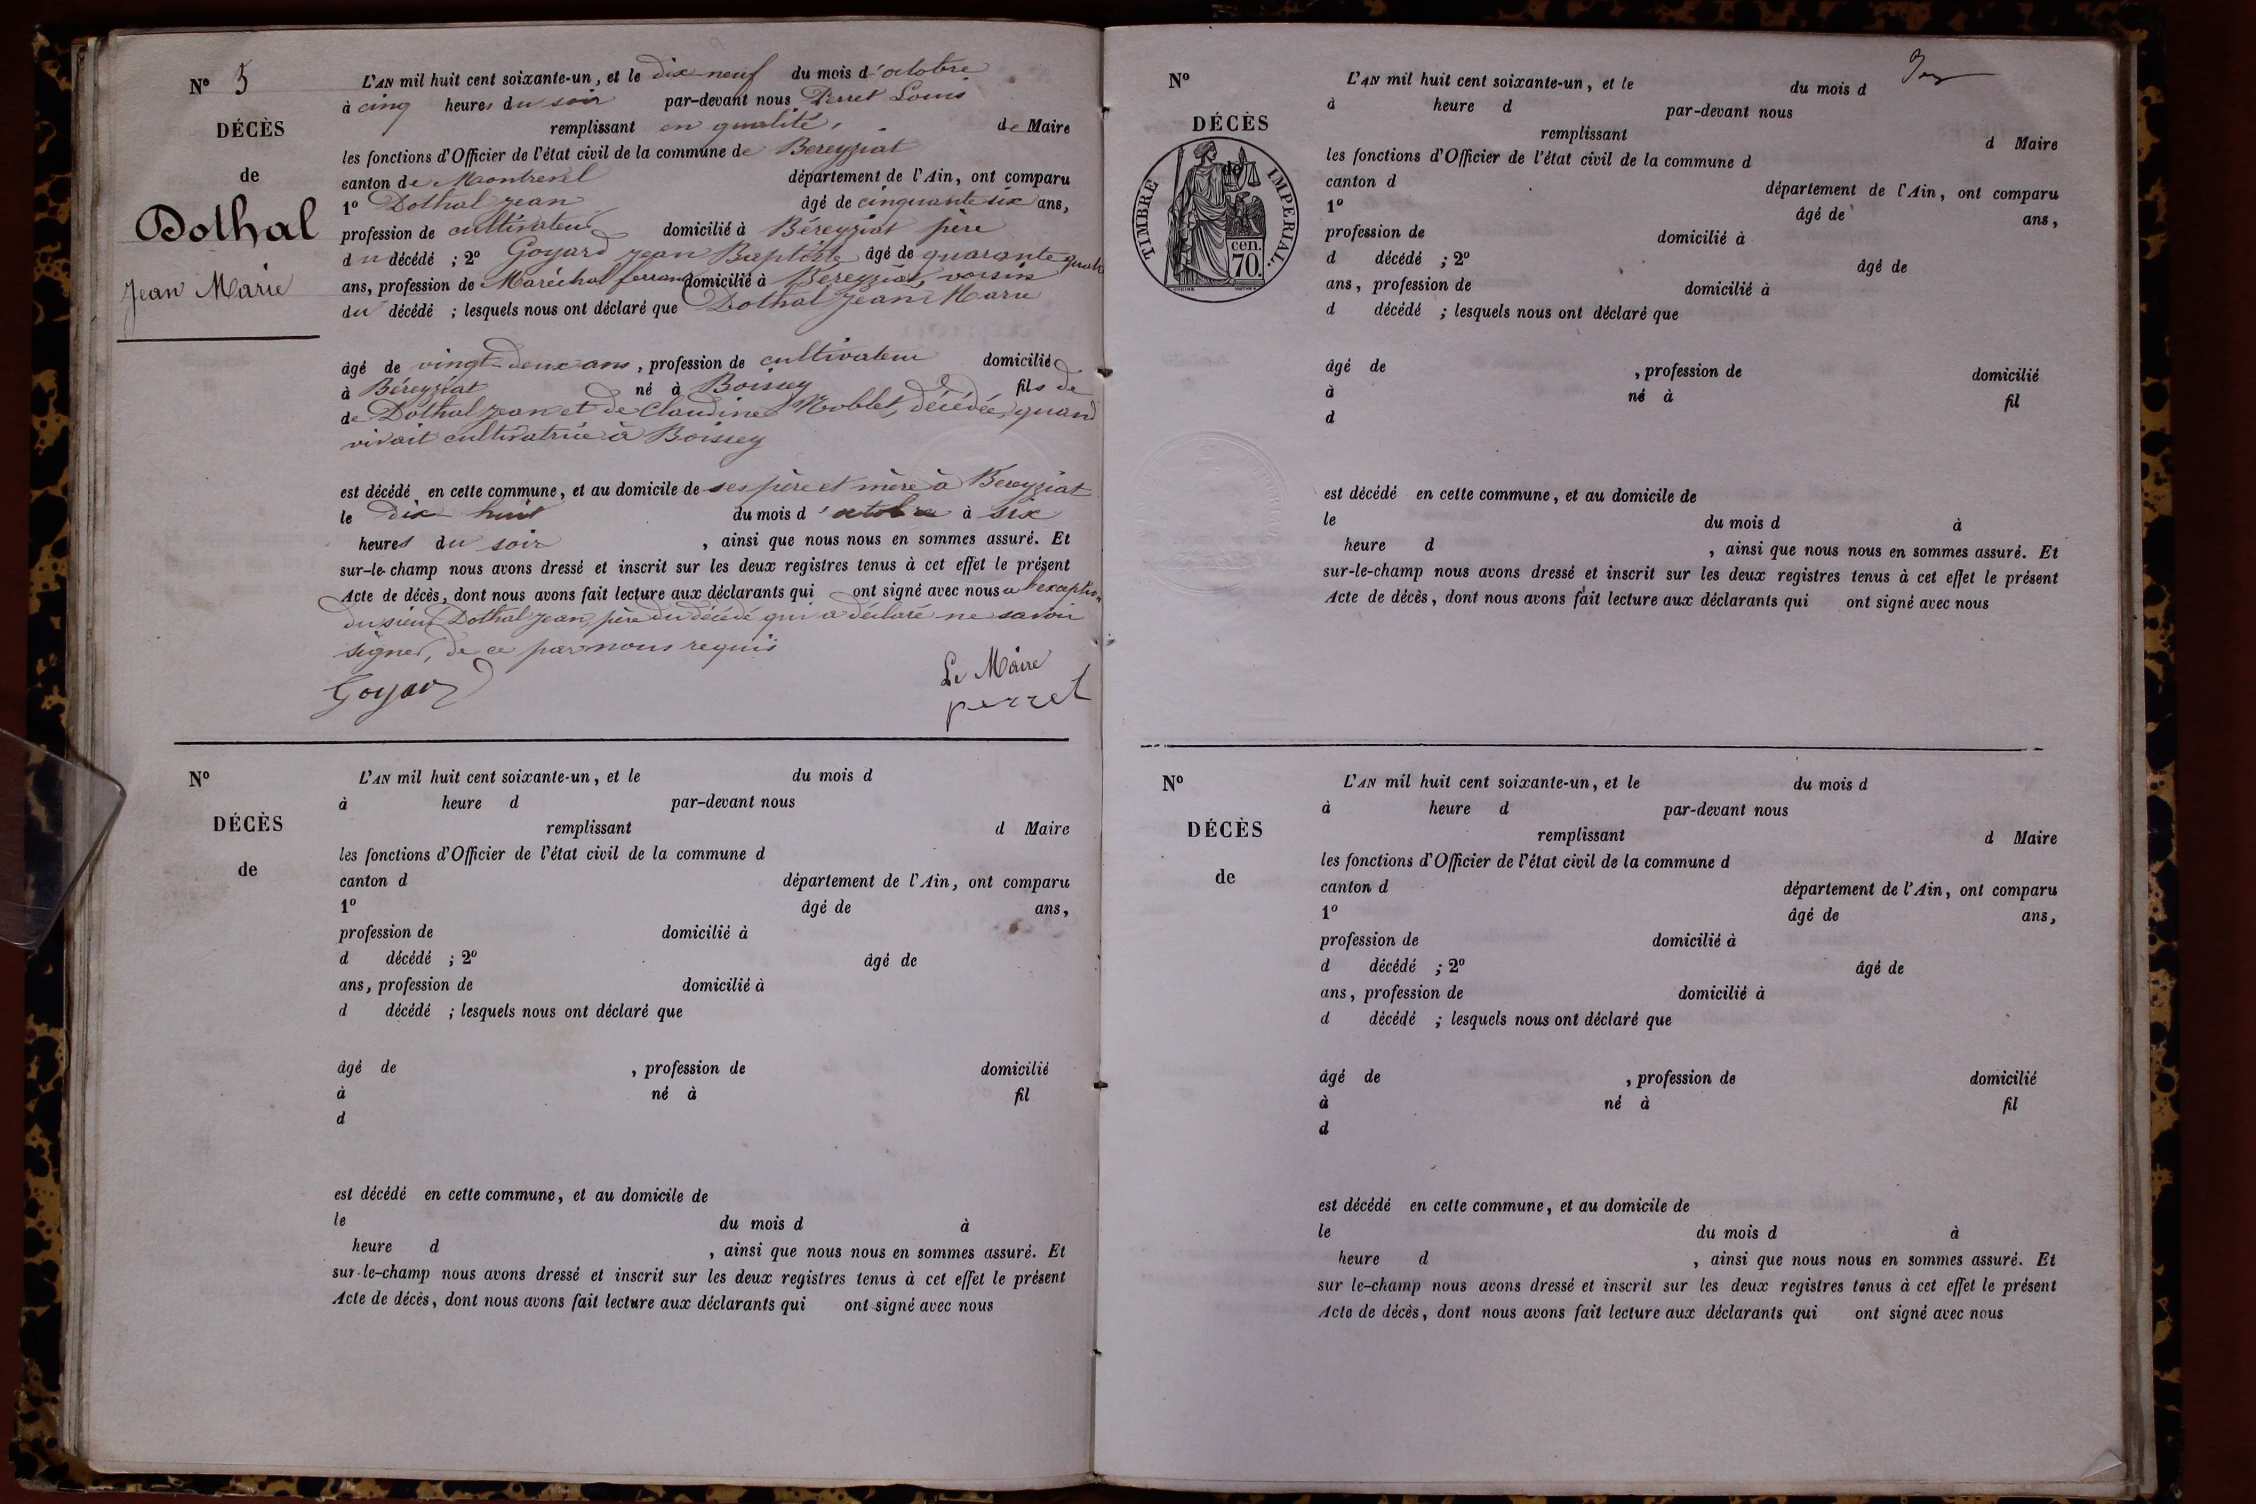 N° 5
DÉCÈS
de
Dothal
Jean Marie
L'AN mil huit cent soixante-un, et le dix-neuf du mois d'octobre
à cinq heures du soir par-devant nous Perret Louis
remplissant en qualité, de Maire
les fonctions d'Officier de l'état civil de la commune de Bereyziat
canton de Montrevel département de l'Ain, ont comparu
1° Dothal Jean âgé de cinquante six ans,
profession de cultivateur domicilié à Béreyziat père
du décédé ; 2° Goyard Jean Baptiste âgé de quarante quatre
ans, profession de Maréchal ferrant domicilié à Bereyziat, voisin
du décédé ; lesquels nous ont déclaré que Dothal Jean Marie
âgé de vingt-deux ans, profession de cultivateur domicilié
à Béreyziat né à Boissey fils de
de Dothal Jean et de Claudine Noblet, décédée, quand
vivait cultivatrice à Boissey
est décédé en cette commune, et au domicile de ses père et mère à Bereyziat
le dix huit du mois d'octobre à six
heures du soir, ainsi que nous nous en sommes assuré. Et
sur-le-champ nous avons dressé et inscrit sur les deux registres tenus à cet effet le présent
Acte de décès, dont nous avons fait lecture aux déclarants qui ont signé avec nous a l'exception
du sieur Dothal Jean, père du décédé qui a déclaré ne savoir
signer, de ce par nous requis
Goyard
Le Maire
perret
N°
DÉCÈS
de
L'AN mil huit cent soixante-un, et le du mois d
à heure d par-devant nous
remplissant d Maire
les fonctions d'Officier de l'état civil de la commune d
canton d département de l'Ain, ont comparu
1° âgé de ans,
profession de domicilié à
d décédé ; 2° âgé de
ans, profession de domicilié à
d décédé ; lesquels nous ont déclaré que
âgé de , profession de domicilié
à né à fil
d
est décédé en cette commune, et au domicile de
le du mois d à
heure d , ainsi que nous nous en sommes assuré. Et
sur-le-champ nous avons dressé et inscrit sur les deux registres tenus à cet effet le présent
Acte de décès, dont nous avons fait lecture aux déclarants qui ont signé avec nous
N°
DÉCÈS
de
TIMBRE IMPERIAL.
cen.
70.
L'AN mil huit cent soixante-un, et le du mois d
à heure d par-devant nous
remplissant d Maire
les fonctions d'Officier de l'état civil de la commune d
canton d département de l'Ain, ont comparu
1° âgé de ans,
profession de domicilié à
d décédé ; 2° âgé de
ans, profession de domicilié à
d décédé ; lesquels nous ont déclaré que
âgé de , profession de domicilié
à né à fil
d
est décédé en cette commune, et au domicile de
le du mois d à
heure d , ainsi que nous nous en sommes assuré. Et
sur-le-champ nous avons dressé et inscrit sur les deux registres tenus à cet effet le présent
Acte de décès, dont nous avons fait lecture aux déclarants qui ont signé avec nous
N°
DÉCÈS
de
L'AN mil huit cent soixante-un, et le du mois d
à heure d par-devant nous
remplissant d Maire
les fonctions d'Officier de l'état civil de la commune d
canton d département de l'Ain, ont comparu
1° âgé de ans,
profession de domicilié à
d décédé ; 2° âgé de
ans, profession de domicilié à
d décédé ; lesquels nous ont déclaré que
âgé de , profession de domicilié
à né à fil
d
est décédé en cette commune, et au domicile de
le du mois d à
heure d , ainsi que nous nous en sommes assuré. Et
sur le-champ nous avons dressé et inscrit sur les deux registres tenus à cet effet le présent
Acte de décès, dont nous avons fait lecture aux déclarants qui ont signé avec nous